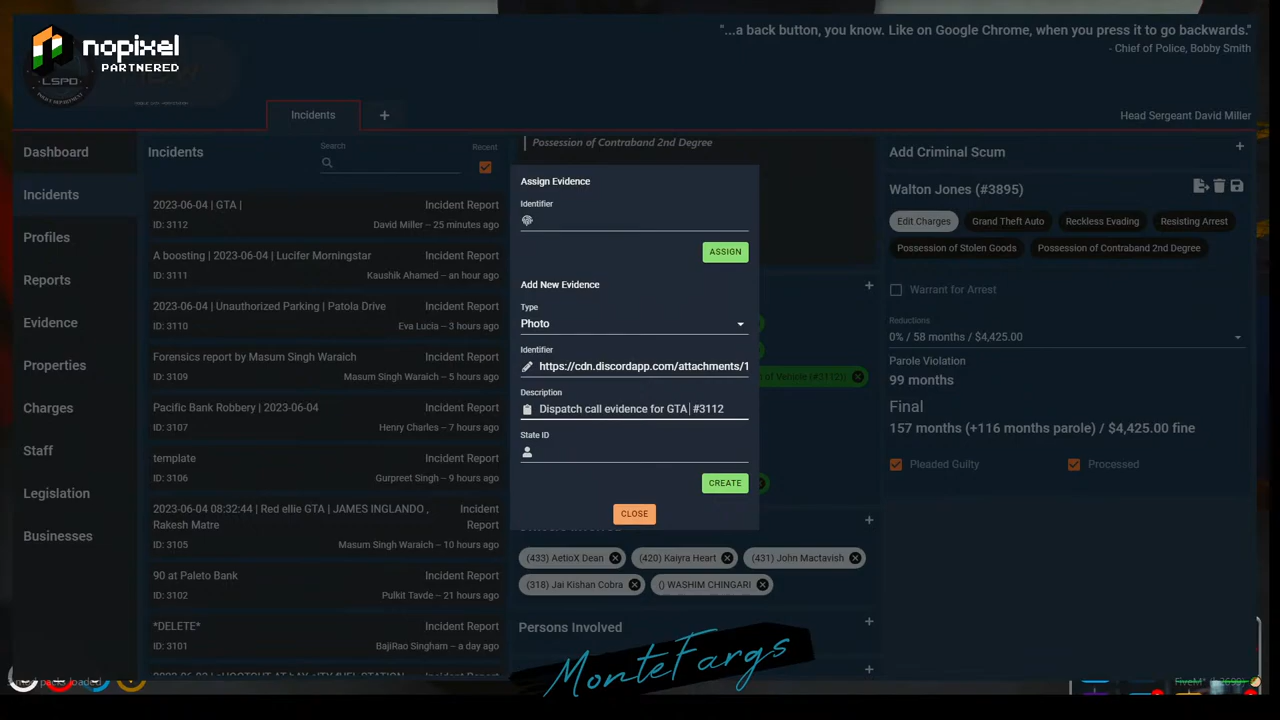 nopixel
PARTNERED
LSPD
"...a back button, you know. Like on Google Chrome, when you press it to go backwards."
- Chief of Police, Bobby Smith
Incidents
+
Head Sergeant David Miller
Dashboard
Incidents
Profiles
Reports
Evidence
Properties
Charges
Staff
Legislation
Businesses
Incidents
Search
Recent
2023-06-04 | GTA |
Incident Report
ID: 3112
David Miller – 25 minutes ago
A boosting | 2023-06-04 | Lucifer Morningstar
Incident Report
ID: 3111
Kaushik Ahamed – an hour ago
2023-06-04 | Unauthorized Parking | Patola Drive
Incident Report
ID: 3110
Eva Lucia – 3 hours ago
Forensics report by Masum Singh Waraich
Incident Report
ID: 3109
Masum Singh Waraich – 5 hours ago
Pacific Bank Robbery | 2023-06-04
Incident Report
ID: 3107
Henry Charles – 7 hours ago
template
Incident Report
ID: 3106
Gurpreet Singh – 9 hours ago
2023-06-04 08:32:44 | Red ellie GTA | JAMES INGLANDO ,
Rakesh Matre
Incident
Report
ID: 3105
Masum Singh Waraich – 10 hours ago
90 at Paleto Bank
Incident Report
ID: 3102
Pulkit Tavde – 21 hours ago
*DELETE*
Incident Report
ID: 3101
BajiRao Singham – a day ago
Possession of Contraband 2nd Degree
Assign Evidence
Identifier
ASSIGN
Add New Evidence
Type
Photo
Identifier
https://cdn.discordapp.com/attachments/1
Description
Dispatch call evidence for GTA #3112
State ID
CREATE
CLOSE
of Vehicle (#3112))
(433) AetioX Dean
(420) Kaiyra Heart
(431) John Mactavish
(318) Jai Kishan Cobra
() WASHIM CHINGARI
Persons Involved
MonteFargs
Add Criminal Scum
+
Walton Jones (#3895)
Edit Charges
Grand Theft Auto
Reckless Evading
Resisting Arrest
Possession of Stolen Goods
Possession of Contraband 2nd Degree
Warrant for Arrest
Reductions
0% / 58 months / $4,425.00
Parole Violation
99 months
Final
157 months (+116 months parole) / $4,425.00 fine
Pleaded Guilty
Processed
mod packs loaded